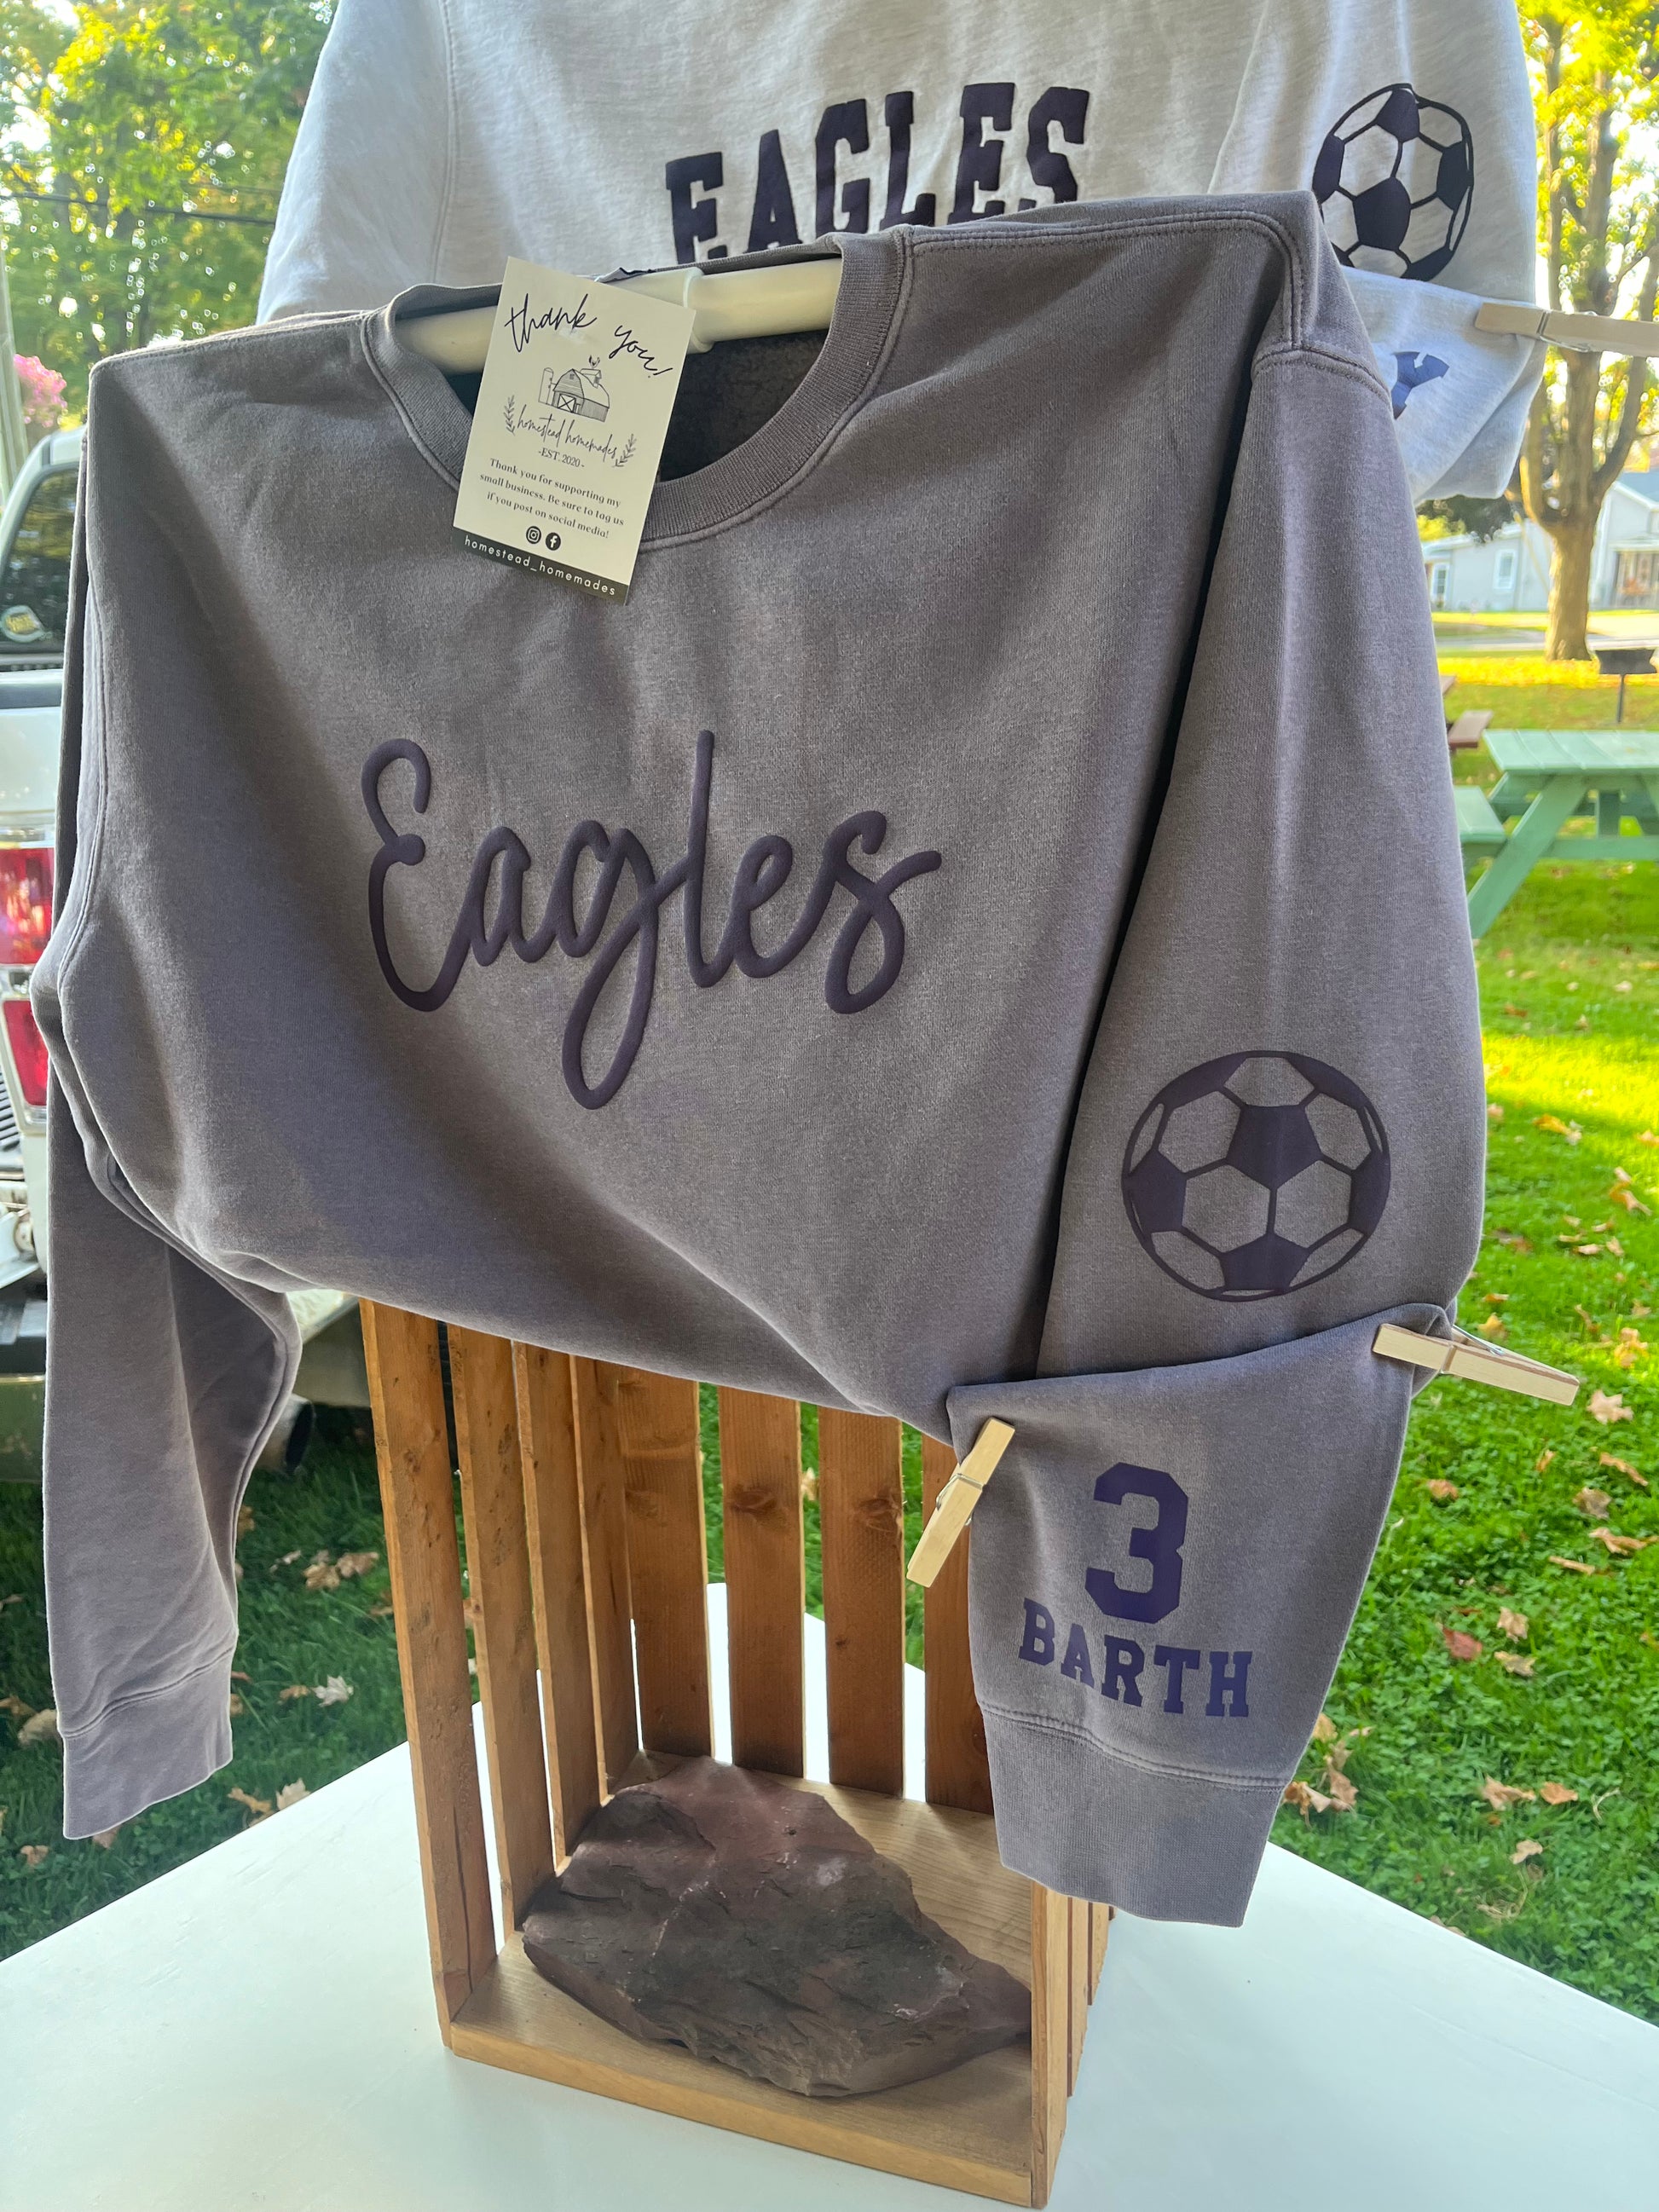 EAGLES
thank you!
homestead homemades
-EST. 2020-
Thank you for supporting my
small business. Be sure to tag us
if you post on social media!
homestead_homemades
Eagles
3
BARTH